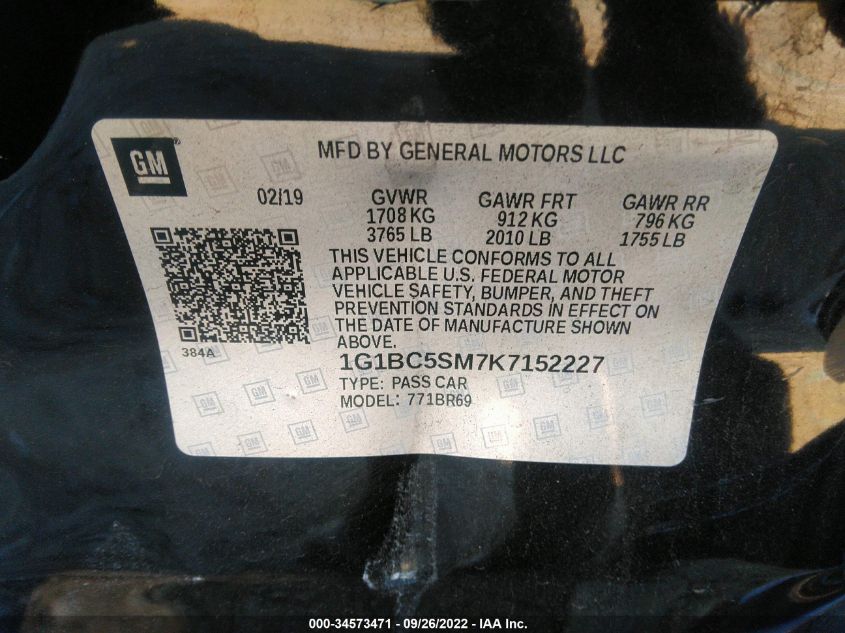 GM
MFD BY GENERAL MOTORS LLC
02/19
GVWR GAWR FRT GAWR RR
1708 KG 912 KG 796 KG
3765 LB 2010 LB 1755 LB
THIS VEHICLE CONFORMS TO ALL
APPLICABLE U.S. FEDERAL MOTOR
VEHICLE SAFETY, BUMPER, AND THEFT
PREVENTION STANDARDS IN EFFECT ON
THE DATE OF MANUFACTURE SHOWN
ABOVE.
384A
1G1BC5SM7K7152227
TYPE: PASS CAR
MODEL: 771BR69
000-34573471 - 09/26/2022 - IAA Inc.